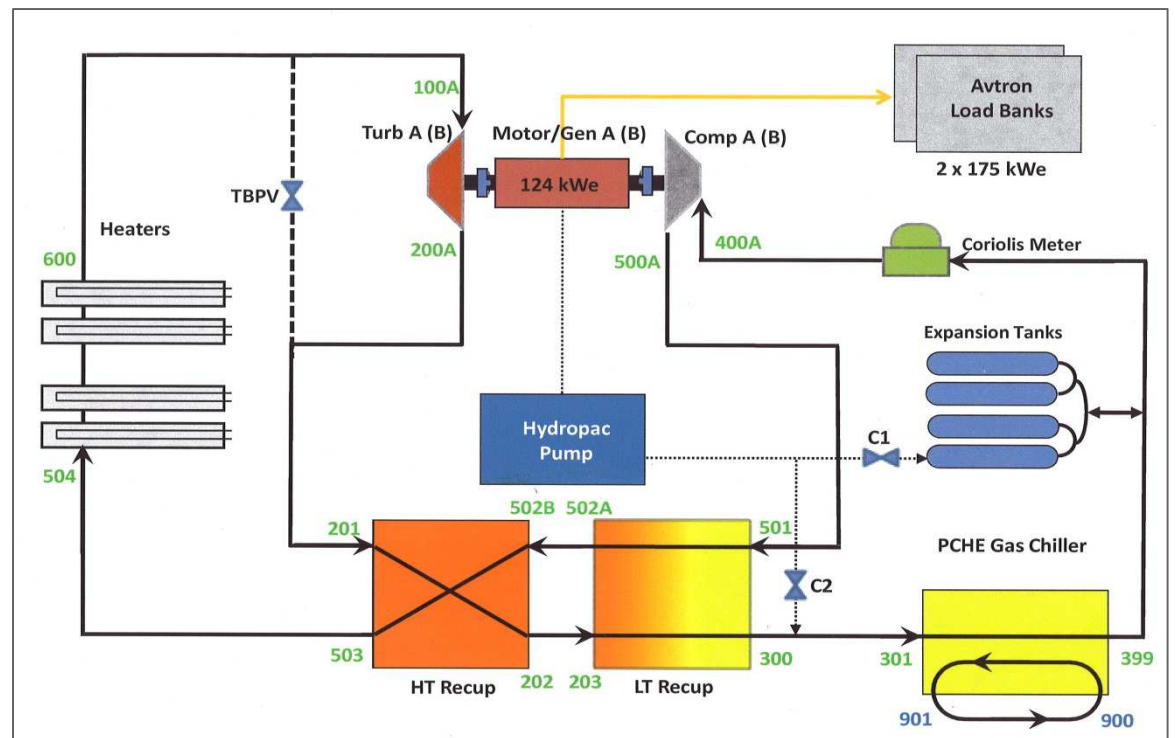 100A
Avtron
Load Banks
Turb A (B)
Motor/Gen A (B)
Comp A (B)
2 x 175 kWe
124 kWe
TBPV
Heaters
200A
400A
500A
Coriolis Meter
600
Expansion Tanks
Hydropac
Pump
C1
504
502B
502A
201
501
PCHE Gas Chiller
C2
503
202
203
300
301
399
HT Recup
LT Recup
901
900